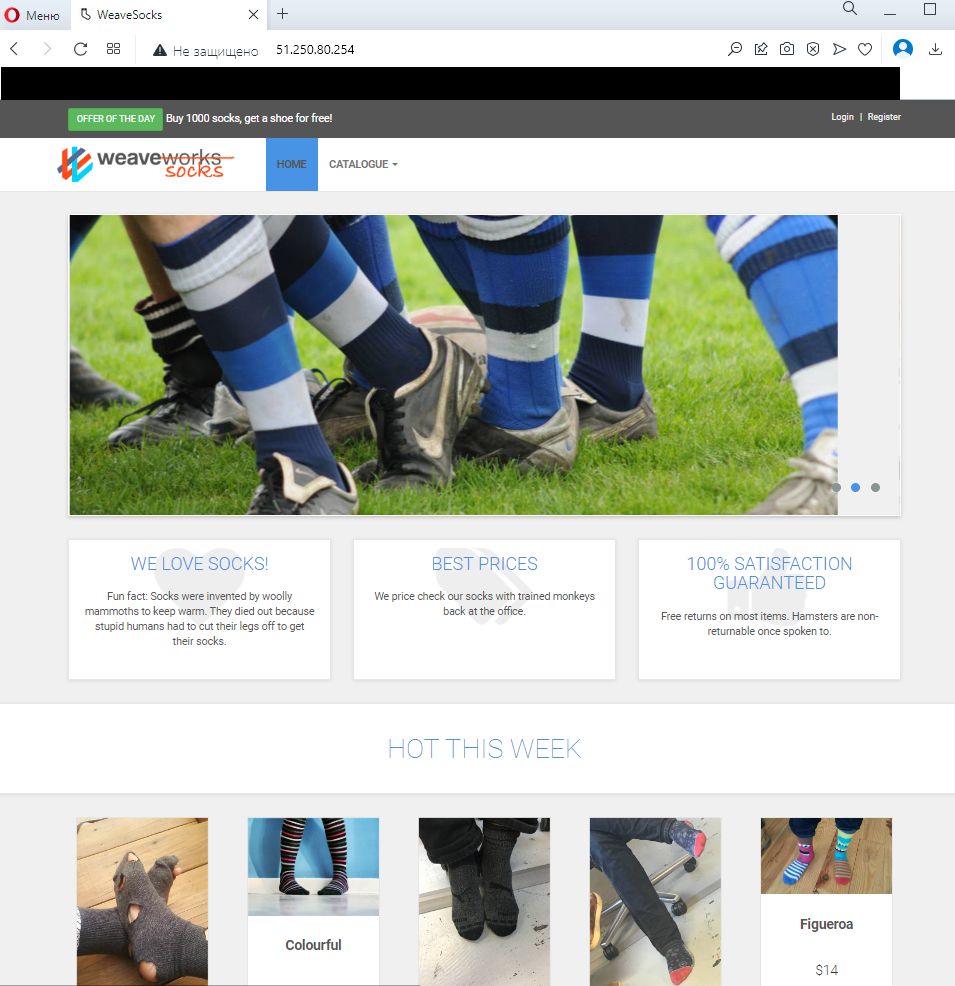 Меню
WeaveSocks
Не защищено
51.250.80.254
OFFER OF THE DAY Buy 1000 socks, get a shoe for free!
Login | Register
weaveworks
socks
HOME
CATALOGUE
WE LOVE SOCKS!
Fun fact: Socks were invented by woolly
mammoths to keep warm. They died out because
stupid humans had to cut their legs off to get
their socks.
BEST PRICES
We price check our socks with trained monkeys
back at the office.
100% SATISFACTION
GUARANTEED
Free returns on most items. Hamsters are non-
returnable once spoken to.
HOT THIS WEEK
Colourful
Figueroa
$14